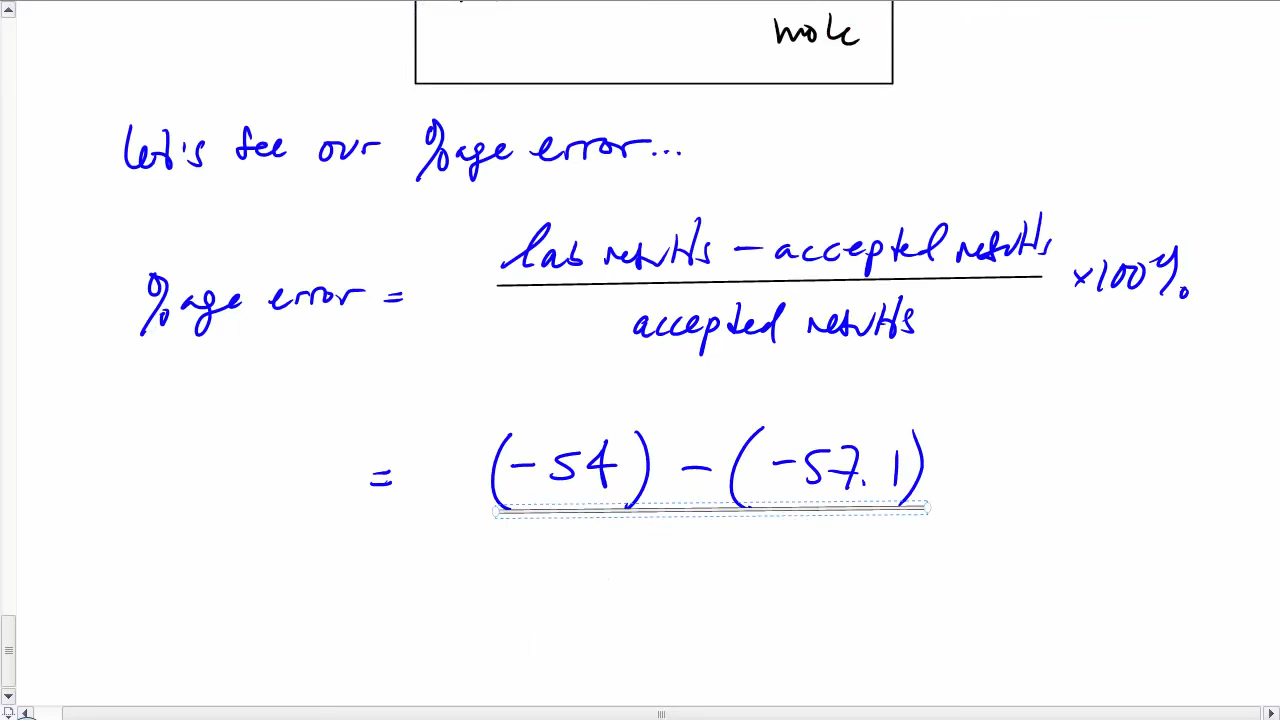 mole
let's see our %age error...
lab results - accepted results
%age error = ×100%
accepted results
= (-54) - (-57.1)